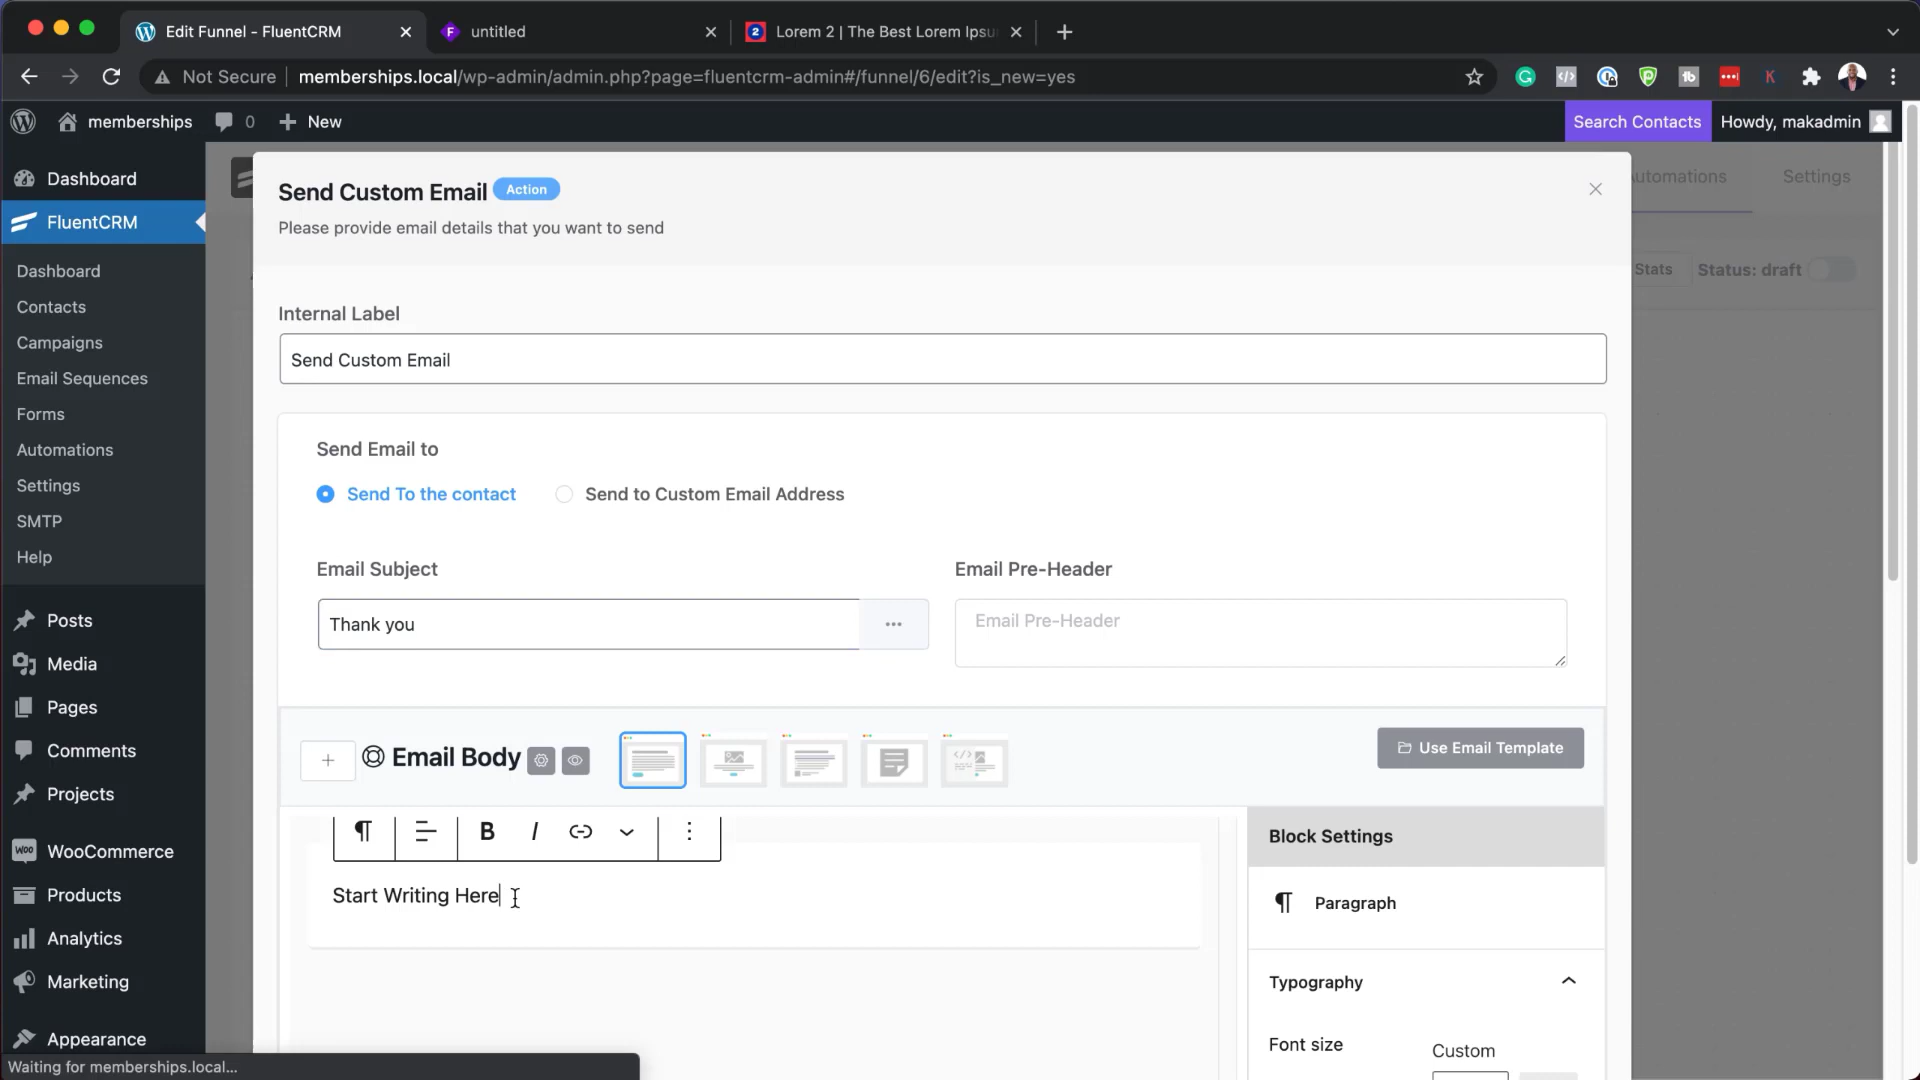 Edit Funnel - FluentCRM
untitled
Lorem 2 | The Best Lorem Ipsu
Not Secure
memberships.local/wp-admin/admin.php?page=fluentcrm-admin#/funnel/6/edit?is_new=yes
memberships
0
New
Search Contacts
Howdy, makadmin
Dashboard
FluentCRM
Dashboard
Contacts
Campaigns
Email Sequences
Forms
Automations
Settings
SMTP
Help
Posts
Media
Pages
Comments
Projects
WooCommerce
Products
Analytics
Marketing
Appearance
Waiting for memberships.local...
Automations
Settings
Stats
Status: draft
Send Custom Email
Action
Please provide email details that you want to send
Internal Label
Send Custom Email
Send Email to
Send To the contact
Send to Custom Email Address
Email Subject
Email Pre-Header
Thank you
Email Pre-Header
Email Body
Use Email Template
B I
Start Writing Here
Block Settings
Paragraph
Typography
Font size
Custom